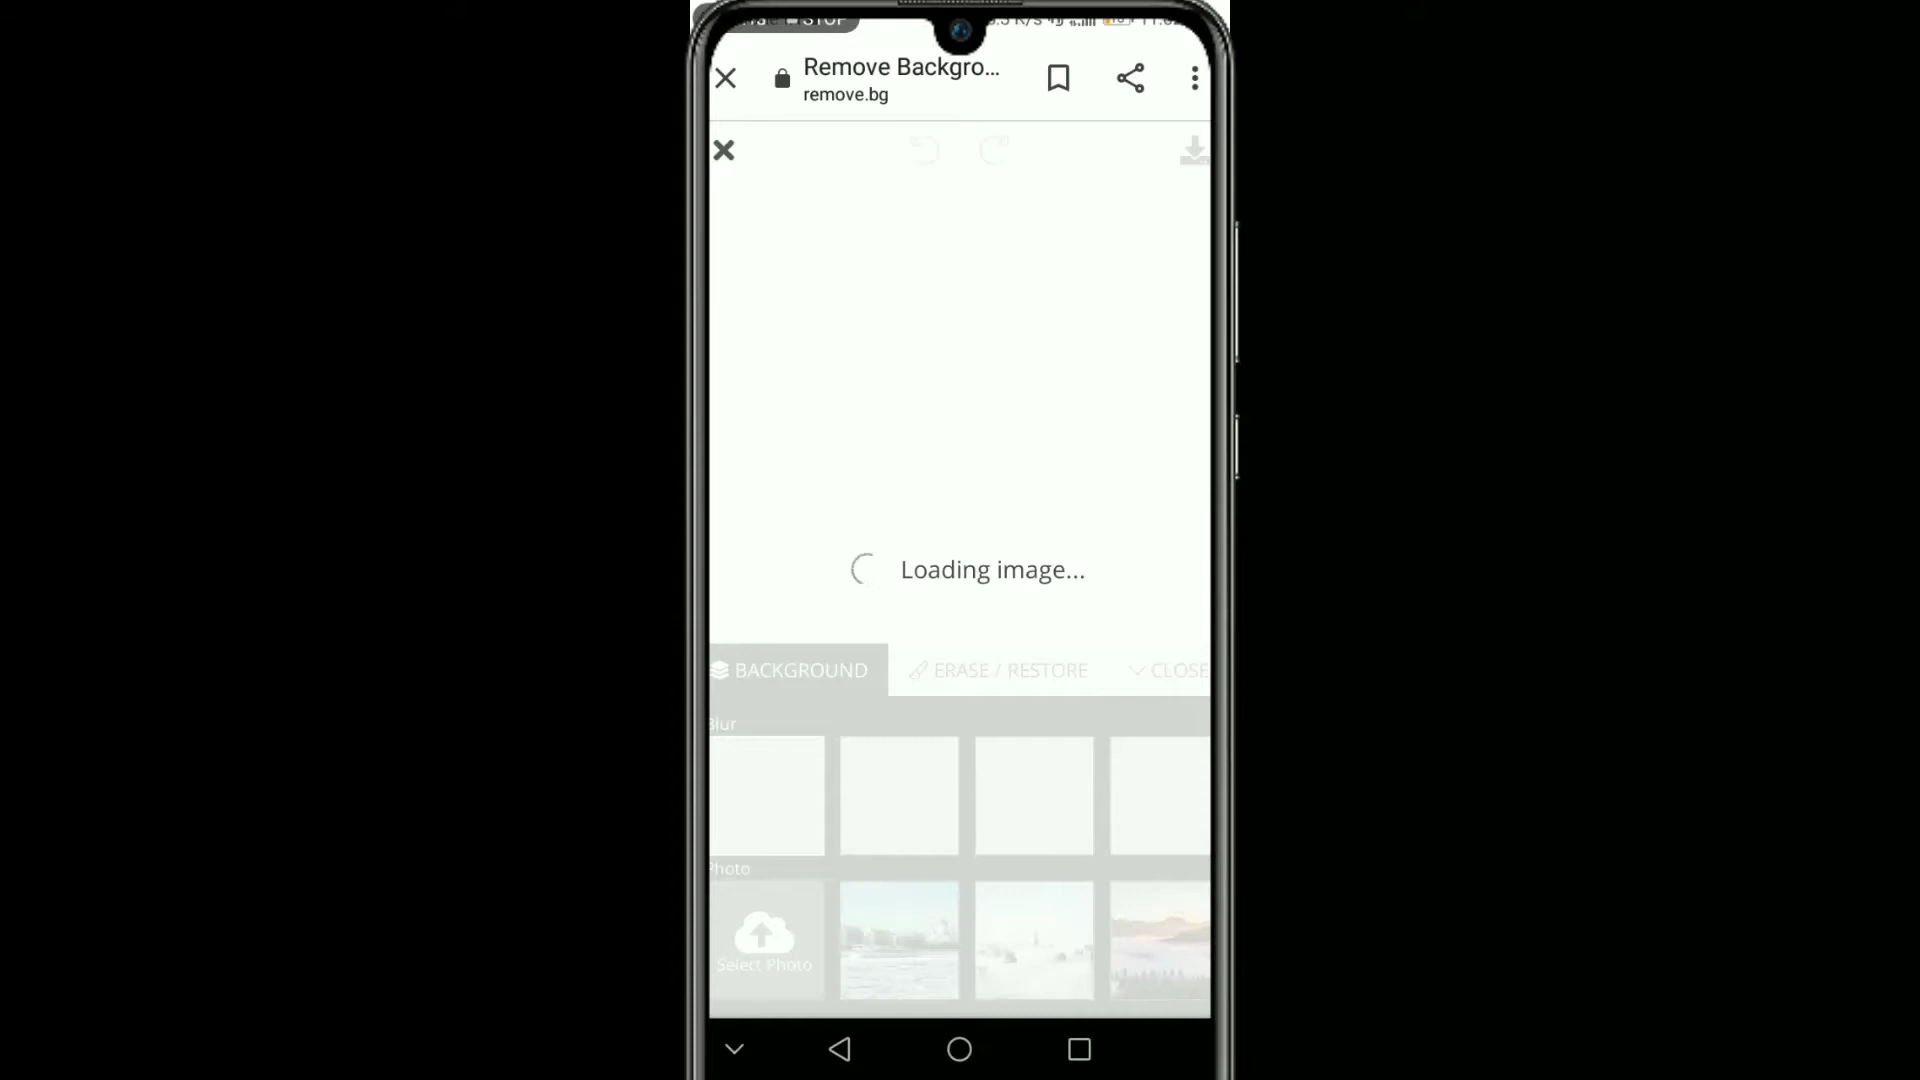 STOP
Remove Backgro...
remove.bg
Loading image...
BACKGROUND
ERASE / RESTORE
CLOSE
Blur
Photo
Select Photo